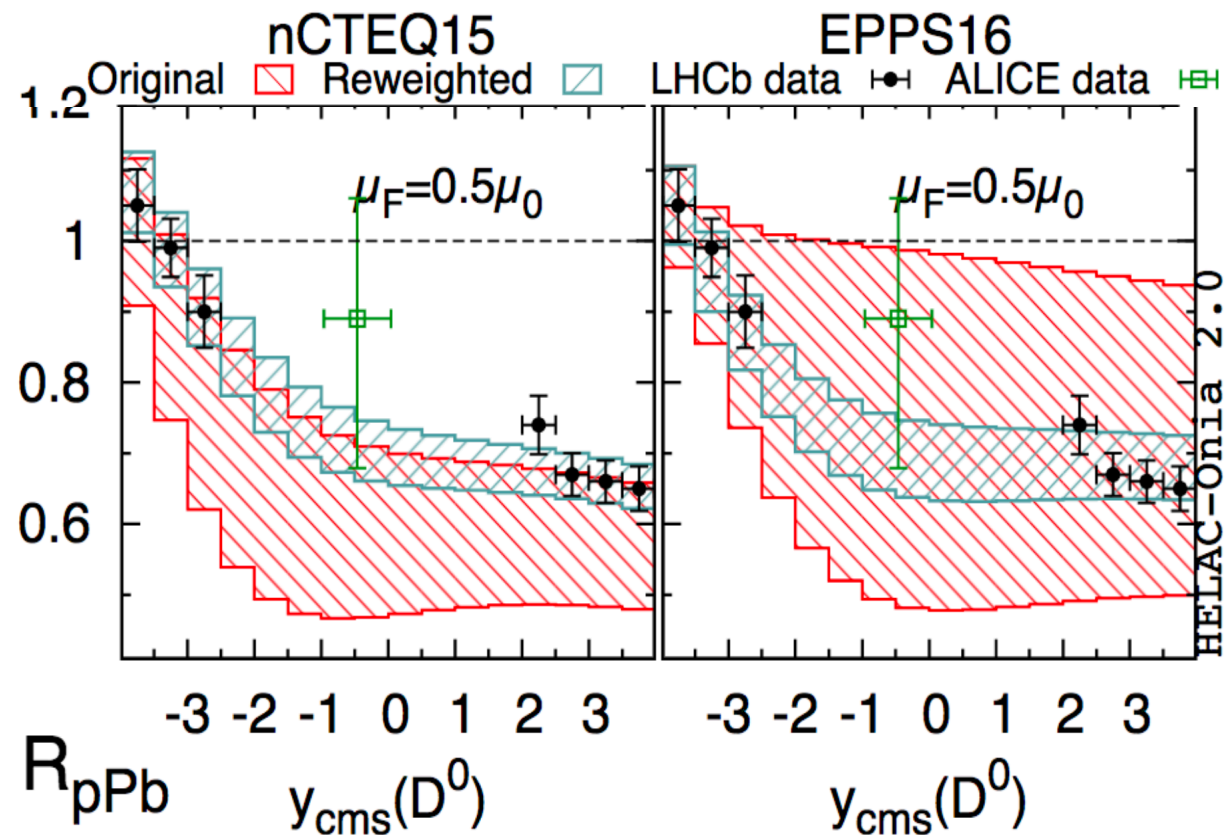 nCTEQ15 EPPS16
Original Reweighted LHCb data ALICE data
1.2
μF=0.5μ0 μF=0.5μ0
1
0.8
0.6
HELAC-Onia 2.0
-3 -2 -1 0 1 2 3 -3 -2 -1 0 1 2 3
RpPb ycms(D0) ycms(D0)